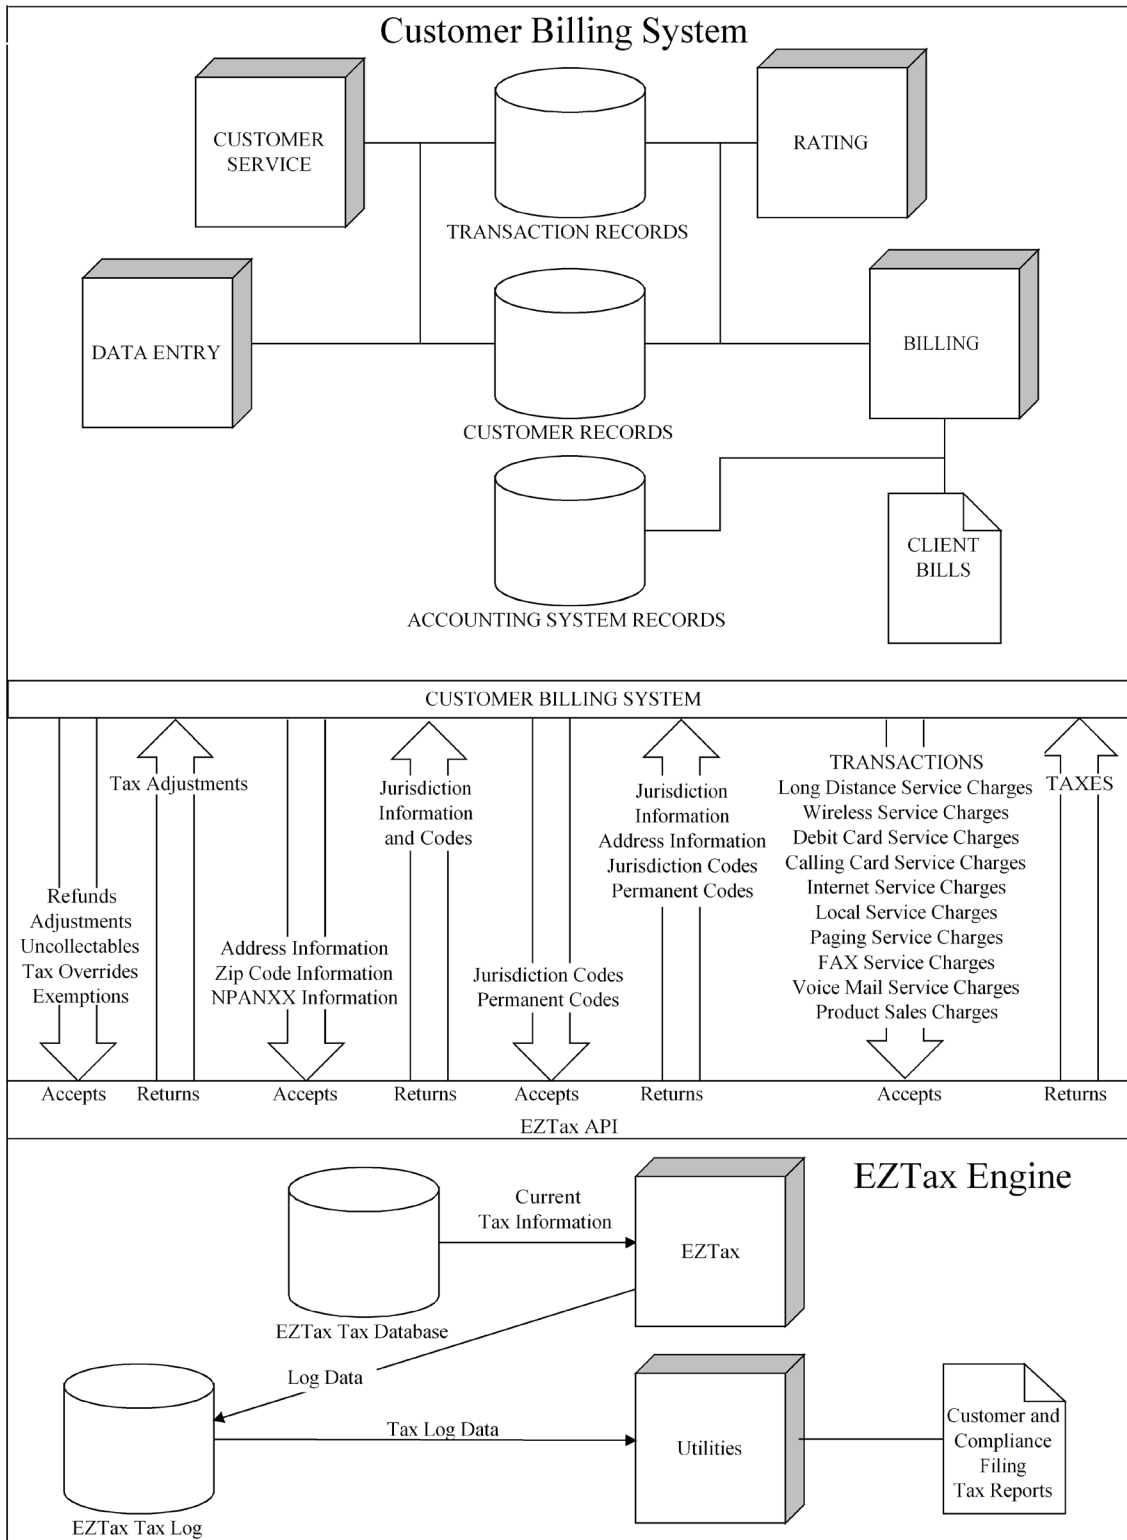 Customer Billing System
CUSTOMER
SERVICE
RATING
TRANSACTION RECORDS
DATA ENTRY
BILLING
CUSTOMER RECORDS
CLIENT
BILLS
ACCOUNTING SYSTEM RECORDS
CUSTOMER BILLING SYSTEM
Refunds
Adjustments
Uncollectables
Tax Overrides
Exemptions
Tax Adjustments
Address Information
Zip Code Information
NPANXX Information
Jurisdiction
Information
and Codes
Jurisdiction Codes
Permanent Codes
Jurisdiction
Information
Address Information
Jurisdiction Codes
Permanent Codes
TRANSACTIONS
Long Distance Service Charges
Wireless Service Charges
Debit Card Service Charges
Calling Card Service Charges
Internet Service Charges
Local Service Charges
Paging Service Charges
FAX Service Charges
Voice Mail Service Charges
Product Sales Charges
TAXES
Accepts
Returns
Accepts
Returns
Accepts
Returns
Accepts
Returns
EZTax API
EZTax Engine
Current
Tax Information
EZTax
EZTax Tax Database
Log Data
Tax Log Data
Utilities
Customer and
Compliance
Filing
Tax Reports
EZTax Tax Log